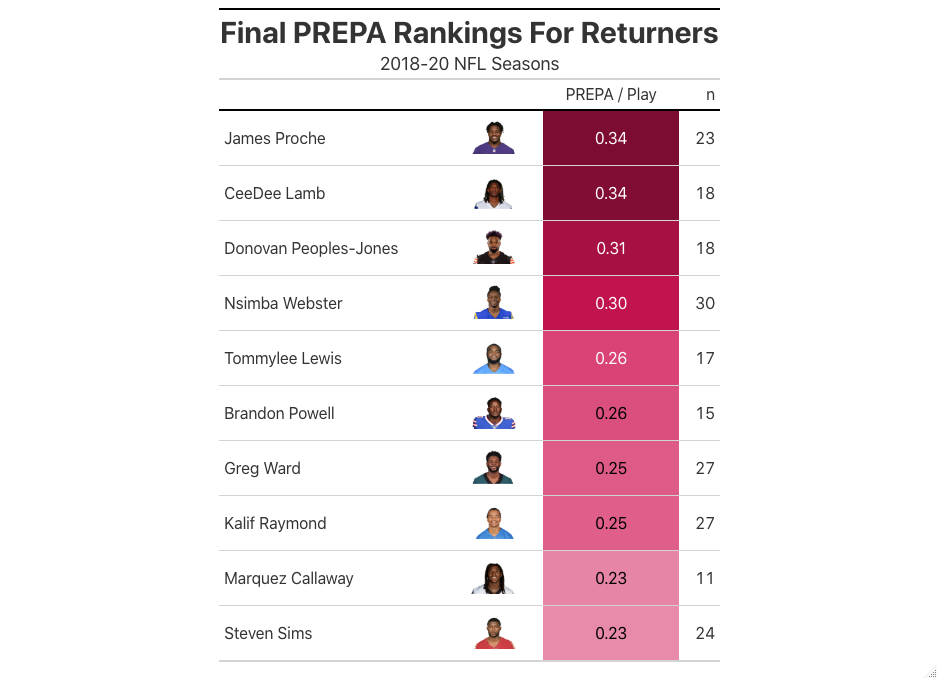 Final PREPA Rankings For Returners
2018-20 NFL Seasons
PREPA / Play n
James Proche 0.34 23
CeeDee Lamb 0.34 18
Donovan Peoples-Jones 0.31 18
Nsimba Webster 0.30 30
Tommylee Lewis 0.26 17
Brandon Powell 0.26 15
Greg Ward 0.25 27
Kalif Raymond 0.25 27
Marquez Callaway 0.23 11
Steven Sims 0.23 24